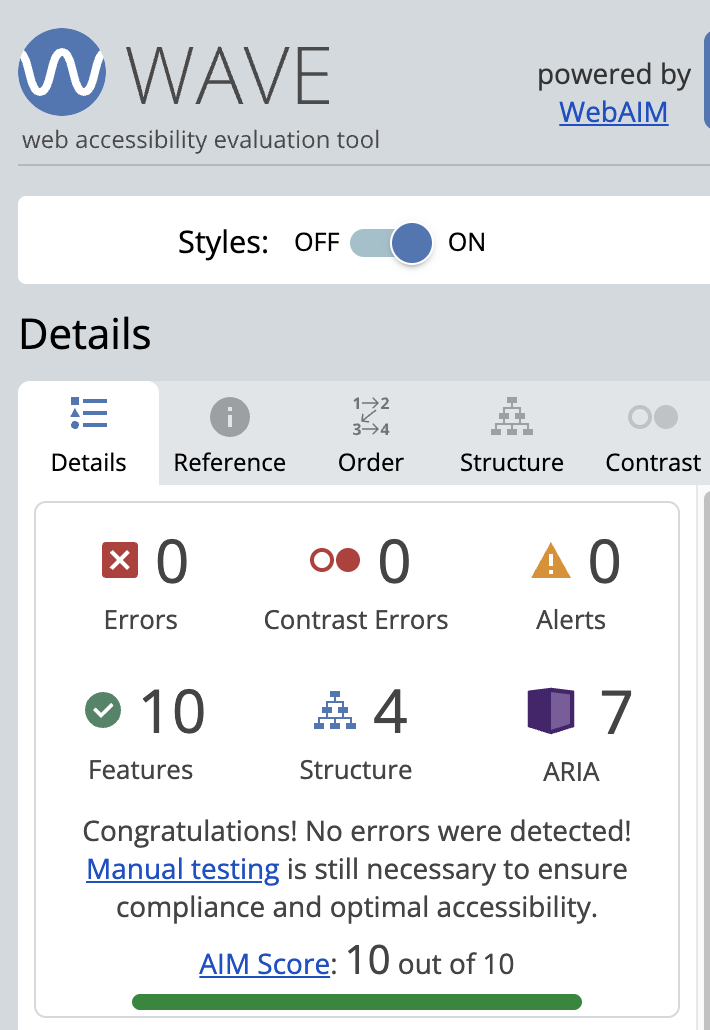 WAVE
web accessibility evaluation tool
powered by
WebAIM
Styles: OFF ON
Details
1 2
3 4
Details Reference Order Structure Contrast
0 0 0
Errors Contrast Errors Alerts
10 4 7
Features Structure ARIA
Congratulations! No errors were detected!
Manual testing is still necessary to ensure
compliance and optimal accessibility.
AIM Score: 10 out of 10